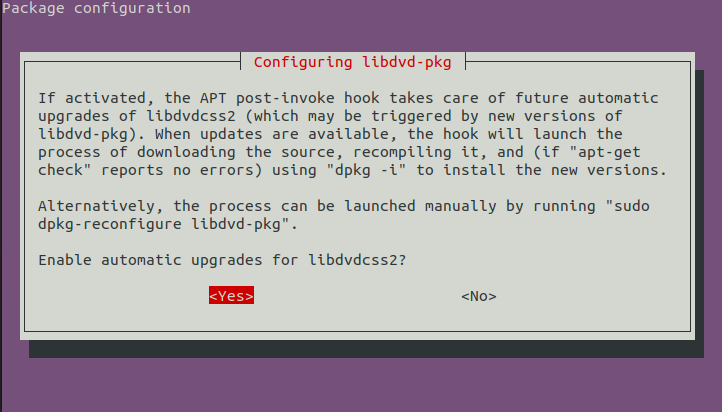 Package configuration
Configuring libdvd-pkg
If activated, the APT post-invoke hook takes care of future automatic
upgrades of libdvdcss2 (which may be triggered by new versions of
libdvd-pkg). When updates are available, the hook will launch the
process of downloading the source, recompiling it, and (if "apt-get
check" reports no errors) using "dpkg -i" to install the new versions.
Alternatively, the process can be launched manually by running "sudo
dpkg-reconfigure libdvd-pkg".
Enable automatic upgrades for libdvdcss2?
<Yes> <No>